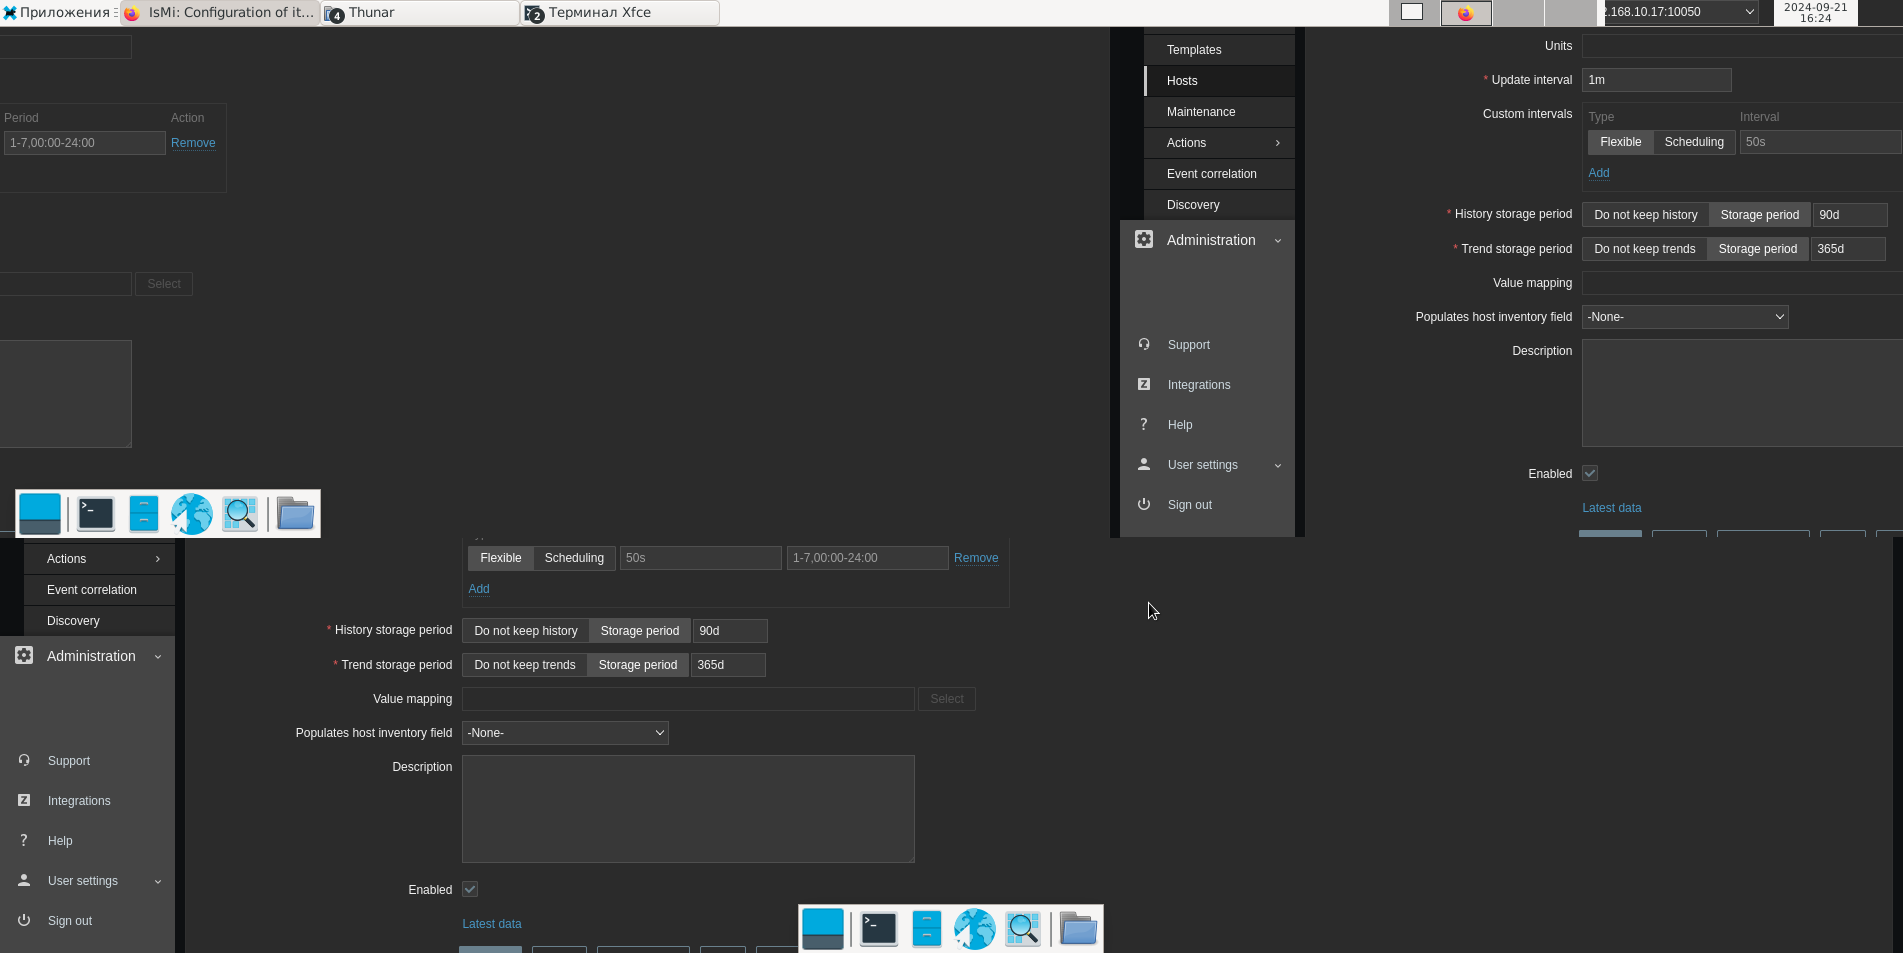 Приложения
IsMi: Configuration of it...
4
Thunar
2
Терминал Xfce
.168.10.17:10050
2024-09-21
16:24
Period
Action
1-7,00:00-24:00
Remove
Select
Templates
Hosts
Maintenance
Actions
Event correlation
Discovery
Administration
Support
Integrations
Help
User settings
Sign out
Units
* Update interval
1m
Custom intervals
Type
Interval
Flexible
Scheduling
50s
Add
* History storage period
Do not keep history
Storage period
90d
* Trend storage period
Do not keep trends
Storage period
365d
Value mapping
Populates host inventory field
-None-
Description
Enabled
Latest data
Actions
Event correlation
Discovery
Administration
Support
Integrations
Help
User settings
Sign out
Flexible
Scheduling
50s
1-7,00:00-24:00
Remove
Add
* History storage period
Do not keep history
Storage period
90d
* Trend storage period
Do not keep trends
Storage period
365d
Value mapping
Select
Populates host inventory field
-None-
Description
Enabled
Latest data